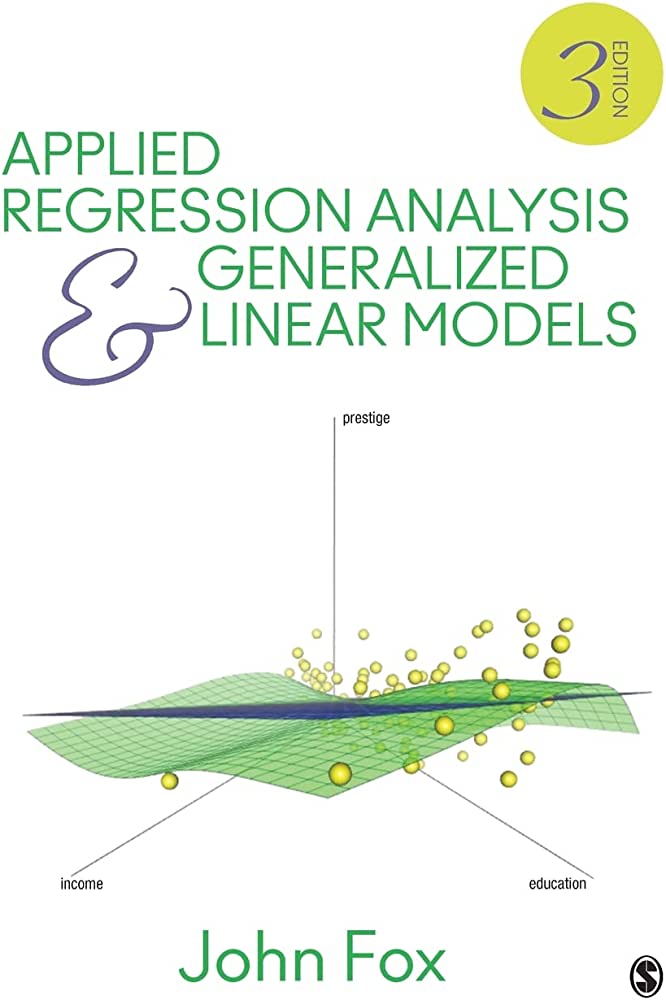 3 EDITION
APPLIED
REGRESSION ANALYSIS
& GENERALIZED
LINEAR MODELS
prestige
income
education
John Fox
S